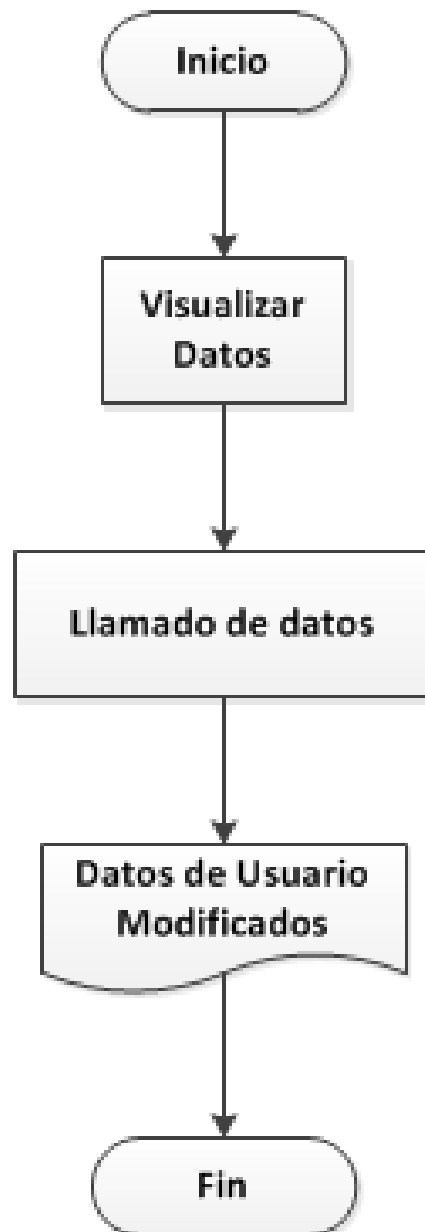 Inicio
Visualizar
Datos
Llamado de datos
Datos de Usuario
Modificados
Fin